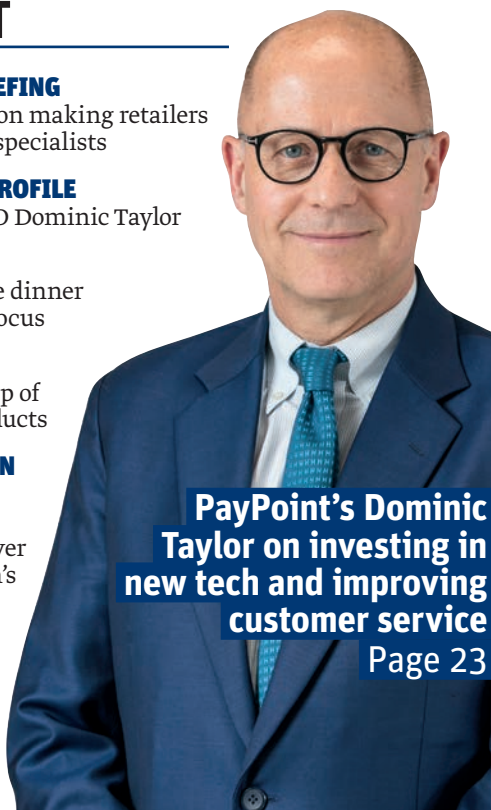 T
EFING
on making retailers
specialists
ROFILE
O Dominic Taylor
e dinner
ocus
p of
ducts
N
ver
n's
PayPoint's Dominic
Taylor on investing in
new tech and improving
customer service
Page 23